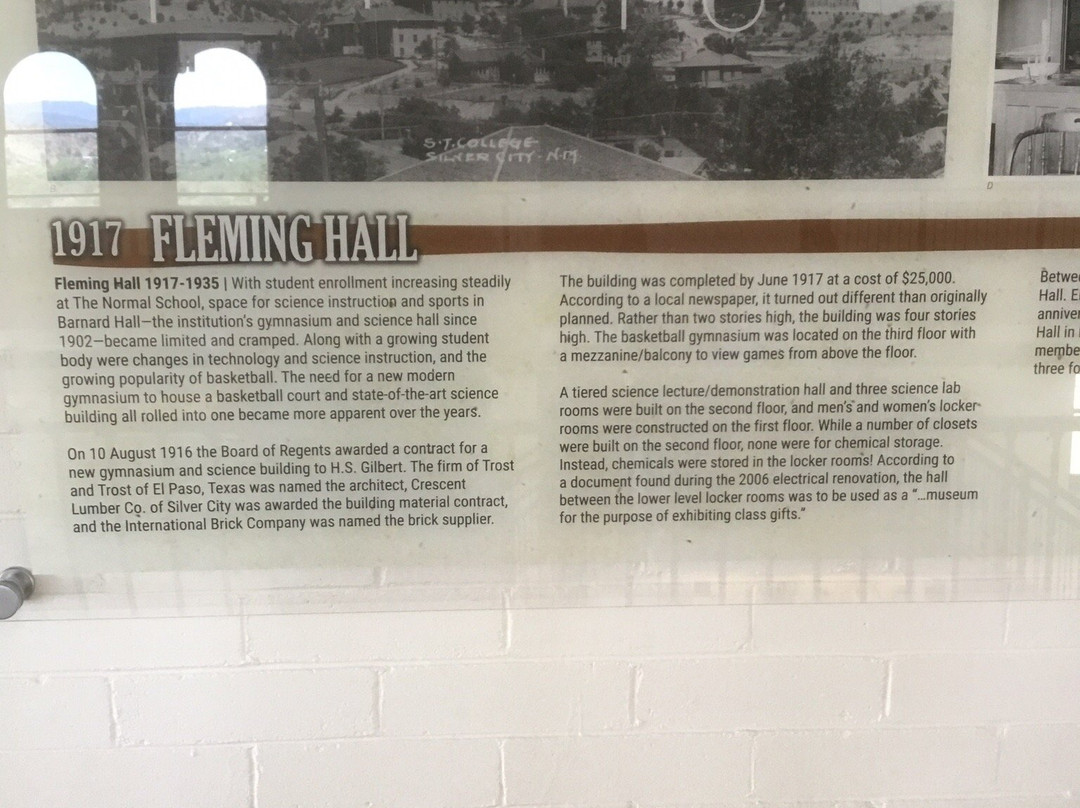 S.T. COLLEGE
SILVER CITY - NM
D
1917 FLEMING HALL
Fleming Hall 1917-1935 | With student enrollment increasing steadily
at The Normal School, space for science instruction and sports in
Barnard Hall—the institution's gymnasium and science hall since
1902—became limited and cramped. Along with a growing student
body were changes in technology and science instruction, and the
growing popularity of basketball. The need for a new modern
gymnasium to house a basketball court and state-of-the-art science
building all rolled into one became more apparent over the years.
On 10 August 1916 the Board of Regents awarded a contract for a
new gymnasium and science building to H.S. Gilbert. The firm of Trost
and Trost of El Paso, Texas was named the architect, Crescent
Lumber Co. of Silver City was awarded the building material contract,
and the International Brick Company was named the brick supplier.
The building was completed by June 1917 at a cost of $25,000.
According to a local newspaper, it turned out different than originally
planned. Rather than two stories high, the building was four stories
high. The basketball gymnasium was located on the third floor with
a mezzanine/balcony to view games from above the floor.
A tiered science lecture/demonstration hall and three science lab
rooms were built on the second floor, and men's and women's locker
rooms were constructed on the first floor. While a number of closets
were built on the second floor, none were for chemical storage.
Instead, chemicals were stored in the locker rooms! According to
a document found during the 2006 electrical renovation, the hall
between the lower level locker rooms was to be used as a "...museum
for the purpose of exhibiting class gifts."
Betwe
Hall. E
anniver
Hall in
membe
three fo